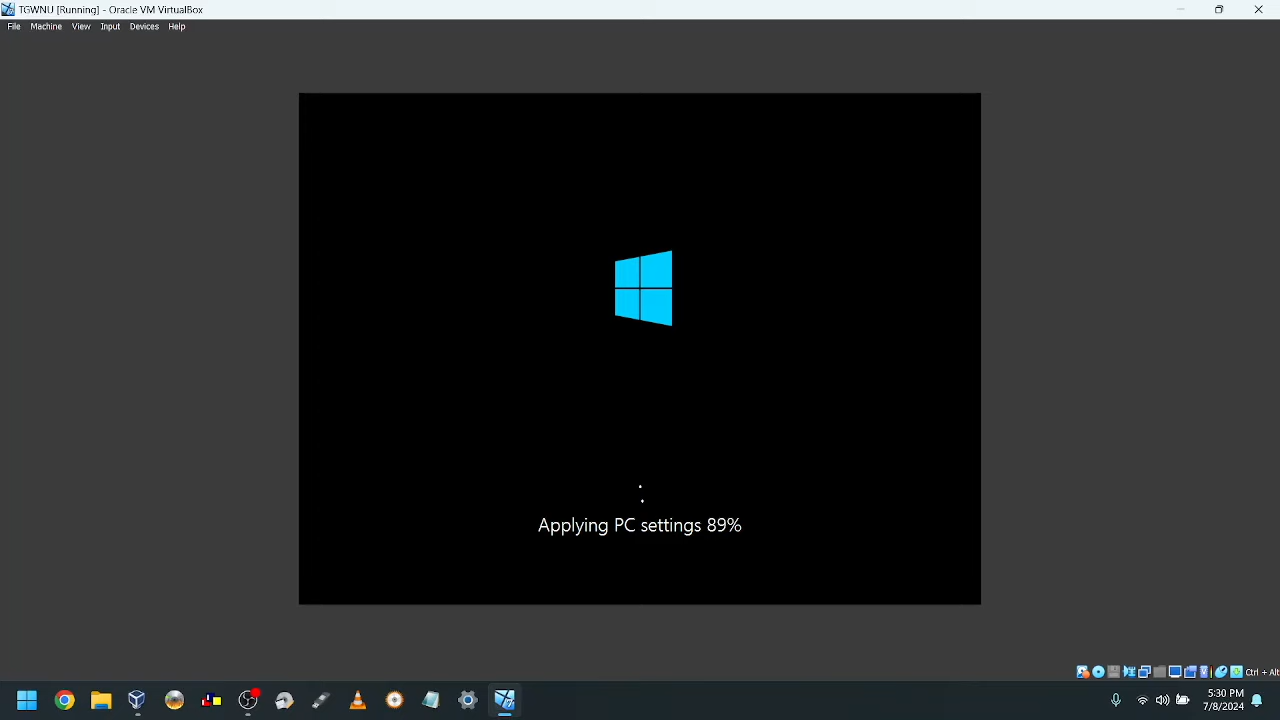 TGWNU [Running] - Oracle VM VirtualBox
File Machine View Input Devices Help
Applying PC settings 89%
Ctrl + Alt
5:30 PM
7/8/2024